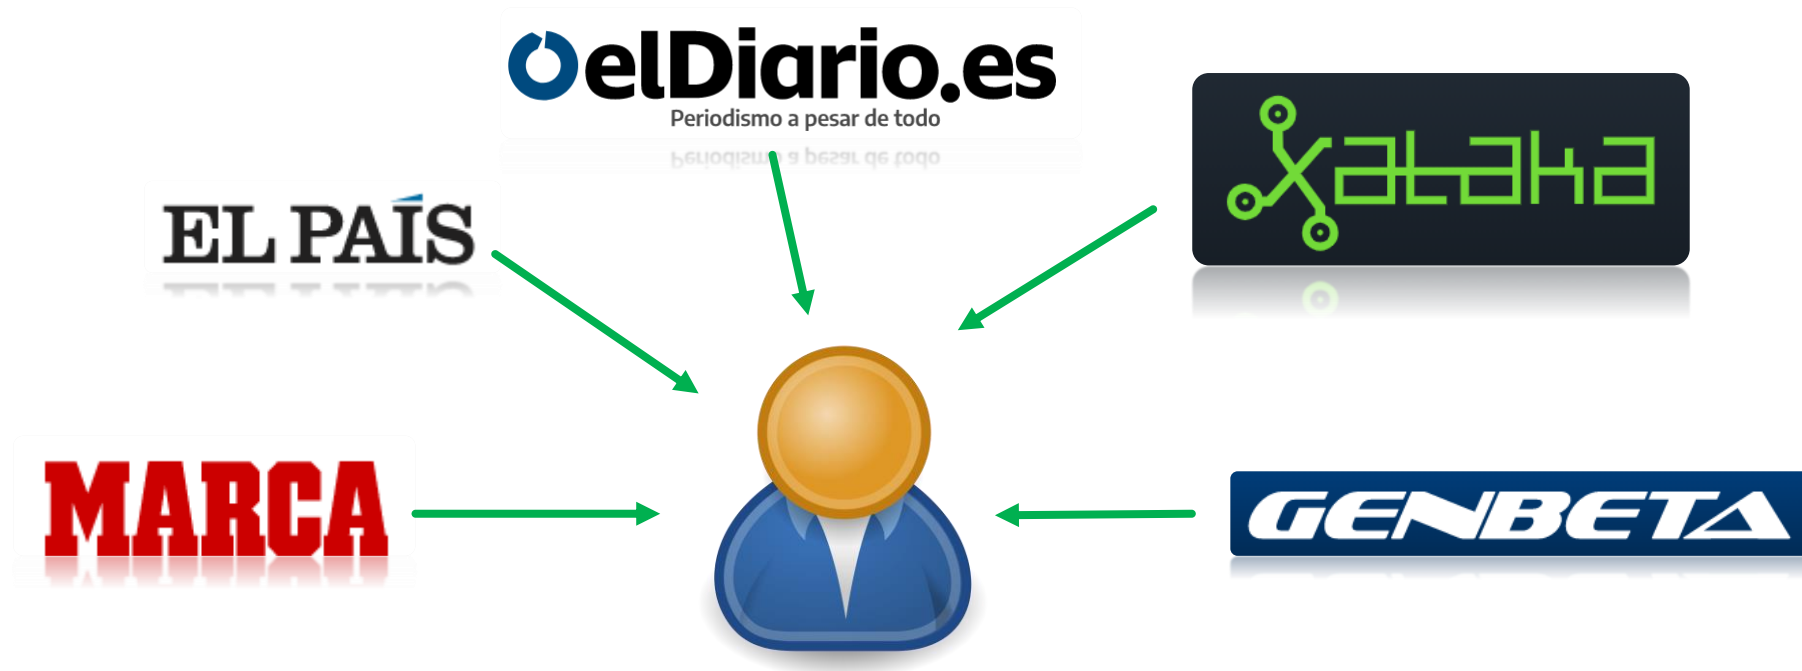 elDiario.es
Periodismo a pesar de todo
xataka
EL PAÍS
MARCA
GENBETA